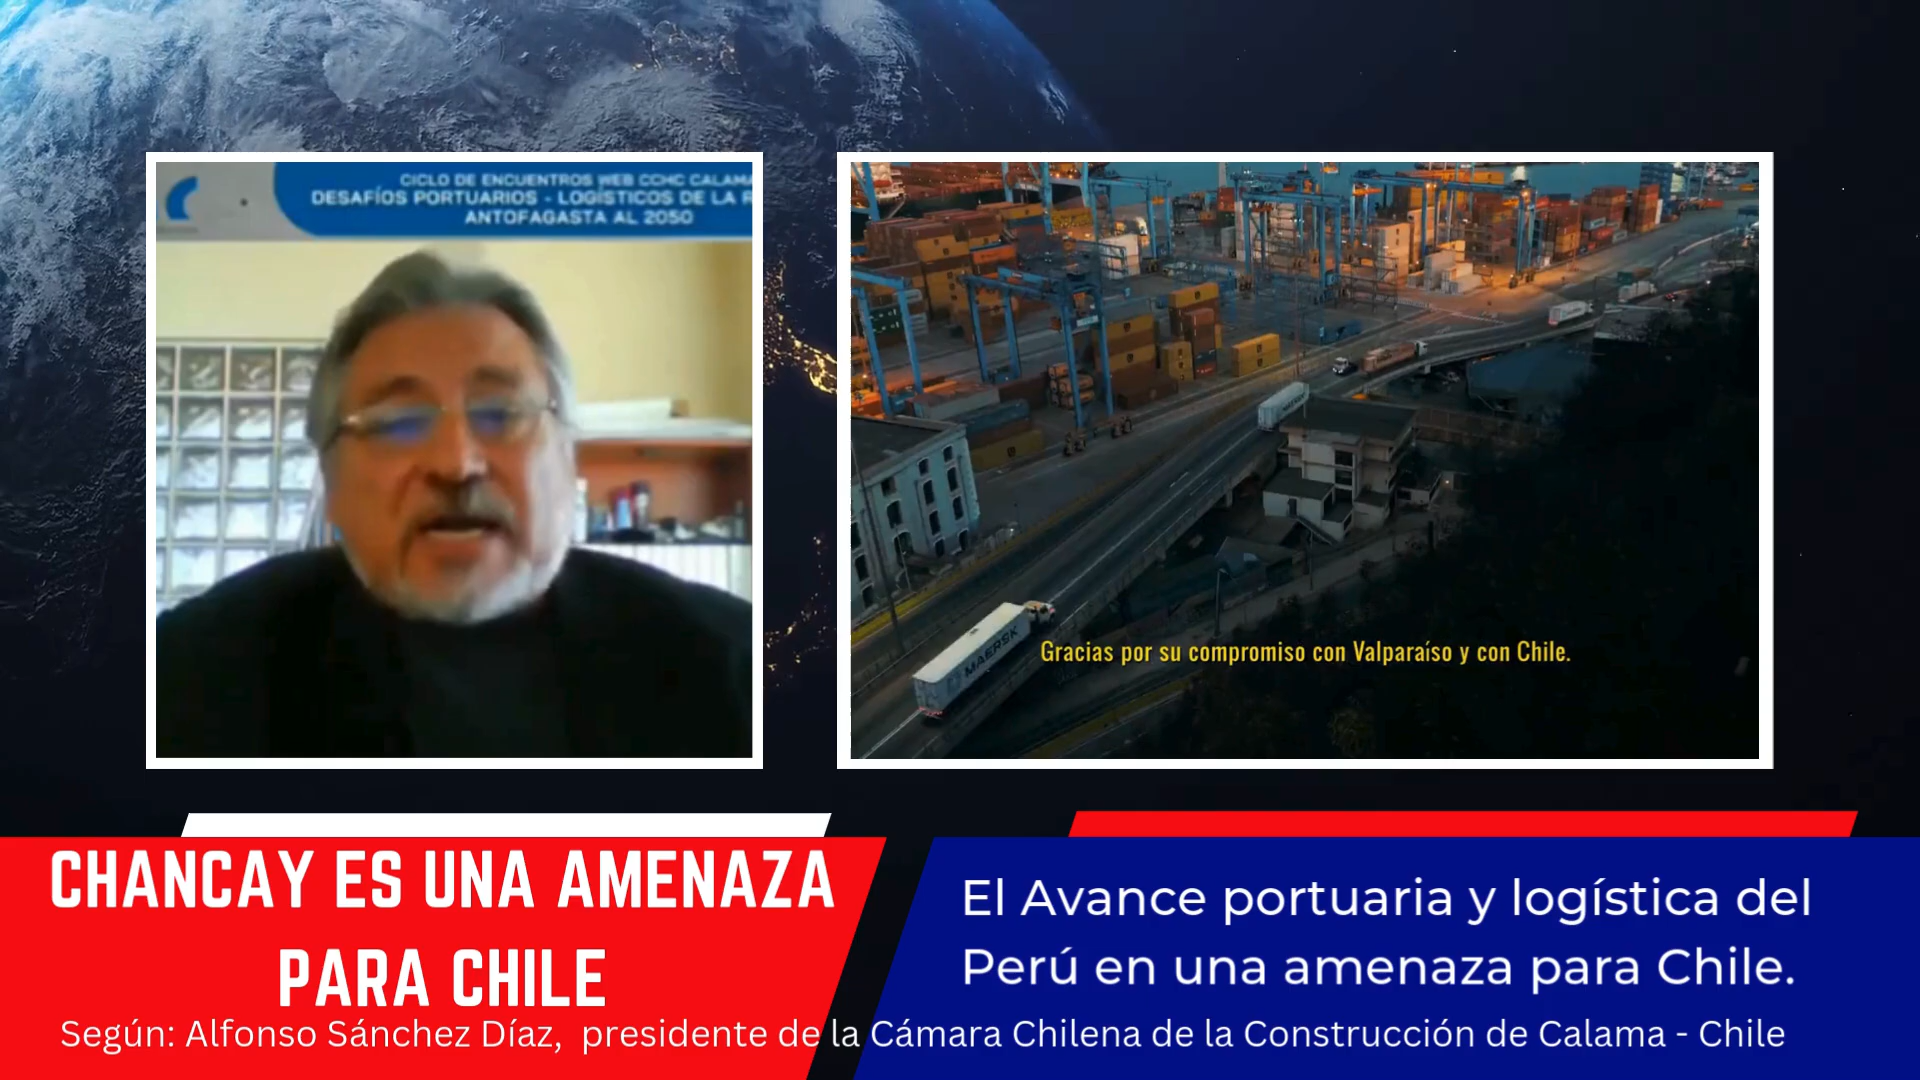 CICLO DE ENCUENTROS WEB CCHC CALAMA
DESAFÍOS PORTUARIOS - LOGÍSTICOS DE LA R
ANTOFAGASTA AL 2050
MAERSK
Gracias por su compromiso con Valparaíso y con Chile.
CHANCAY ES UNA AMENAZA
PARA CHILE
El Avance portuaria y logística del
Perú en una amenaza para Chile.
Según: Alfonso Sánchez Díaz, presidente de la Cámara Chilena de la Construcción de Calama - Chile